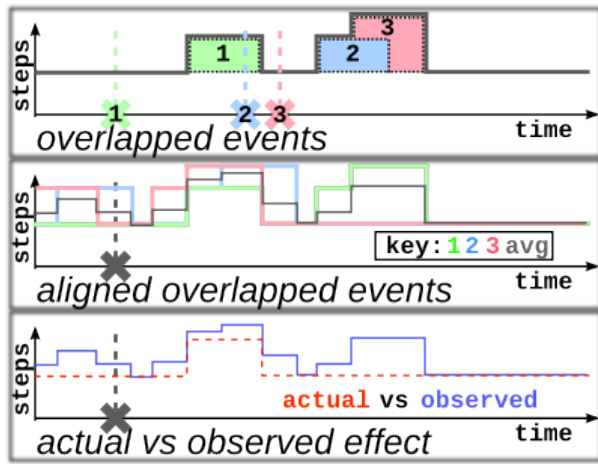 steps
1
2
3
1
2
3
time
overlapped events
steps
key: 1 2 3 avg
time
aligned overlapped events
steps
actual vs observed
time
actual vs observed effect